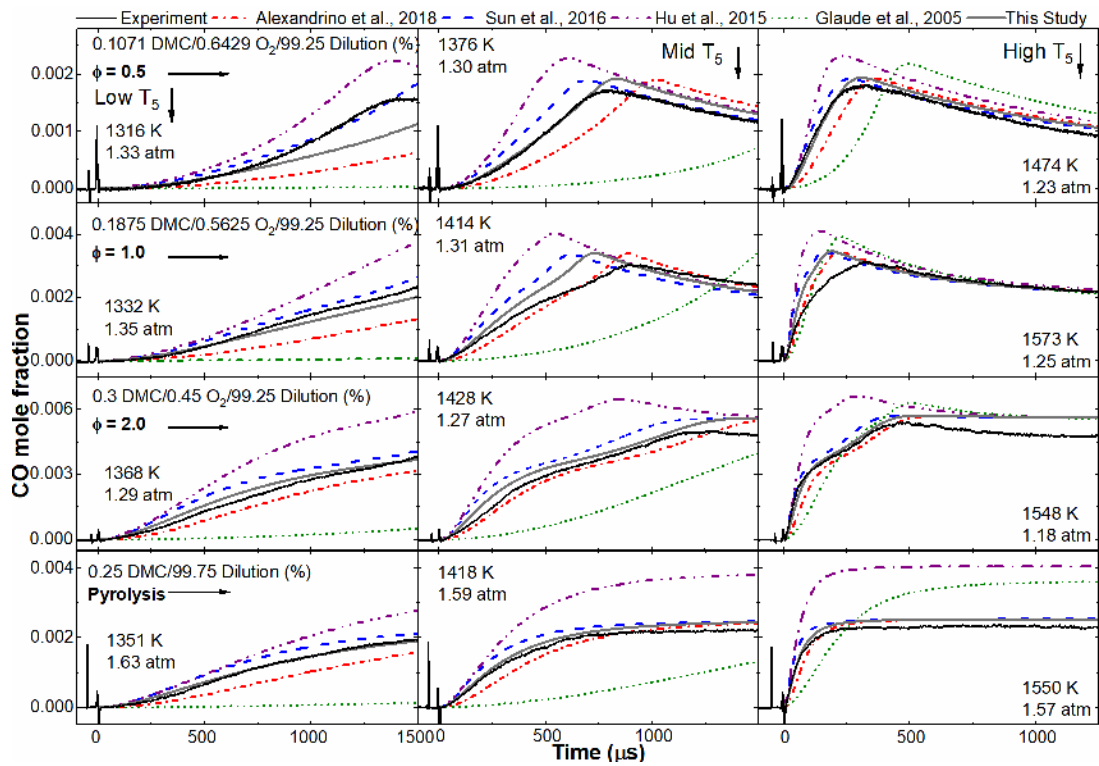 Experiment Alexandrino et al., 2018 Sun et al., 2016 Hu et al., 2015 Glaude et al., 2005 This Study
0.1071 DMC/0.6429 O2/99.25 Dilution (%)
ϕ = 0.5
Low T5
1316 K
1.33 atm
1376 K
1.30 atm
Mid T5
High T5
1474 K
1.23 atm
0.002
0.001
0.000
0.1875 DMC/0.5625 O2/99.25 Dilution (%)
ϕ = 1.0
1332 K
1.35 atm
1414 K
1.31 atm
1573 K
1.25 atm
0.004
0.002
0.000
0.3 DMC/0.45 O2/99.25 Dilution (%)
ϕ = 2.0
1368 K
1.29 atm
1428 K
1.27 atm
1548 K
1.18 atm
0.006
0.003
0.000
0.25 DMC/99.75 Dilution (%)
Pyrolysis
1351 K
1.63 atm
1418 K
1.59 atm
1550 K
1.57 atm
0.004
0.002
0.000
CO mole fraction
0 500 1000 1500 0 500 1000 0 500 1000
Time (μs)